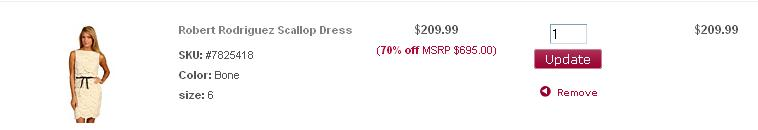 Robert Rodriguez Scallop Dress $209.99 1 $209.99
SKU: #7825418 (70% off MSRP $695.00) Update
Color: Bone
size: 6 Remove